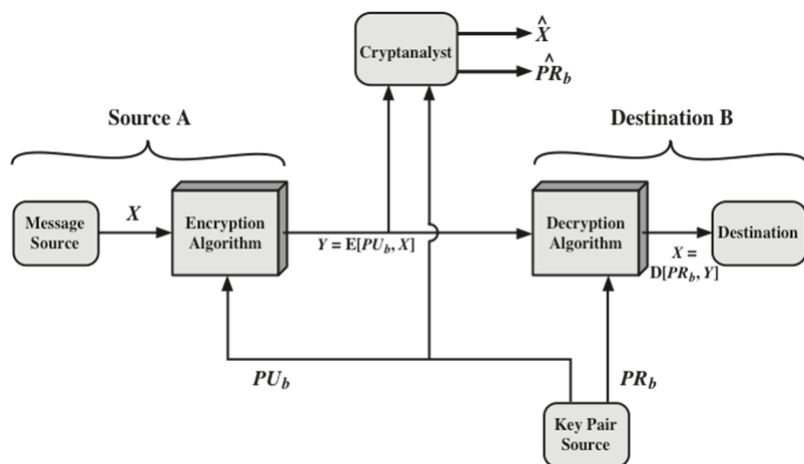 X̂
Cryptanalyst
P̂R_b
Source A
Destination B
Message
Source
X
Encryption
Algorithm
Y = E[PU_b, X]
Decryption
Algorithm
X =
D[PR_b, Y]
Destination
PU_b
PR_b
Key Pair
Source